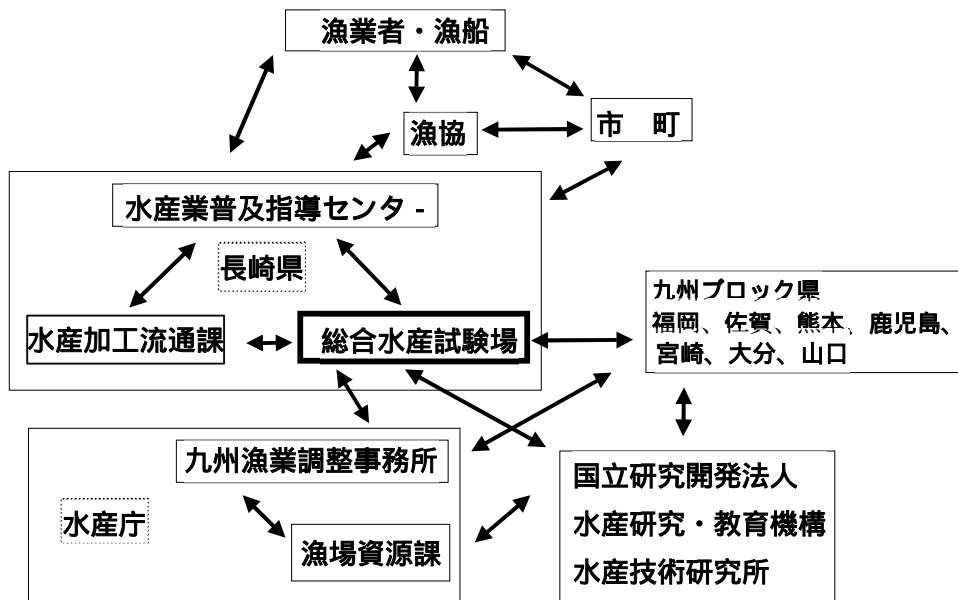 漁業者・漁船
漁協
市　町
水産業普及指導センタ -
長崎県
水産加工流通課
総合水産試験場
九州ブロック県
福岡、佐賀、熊本、鹿児島、
宮崎、大分、山口
九州漁業調整事務所
水産庁
漁場資源課
国立研究開発法人
水産研究・教育機構
水産技術研究所